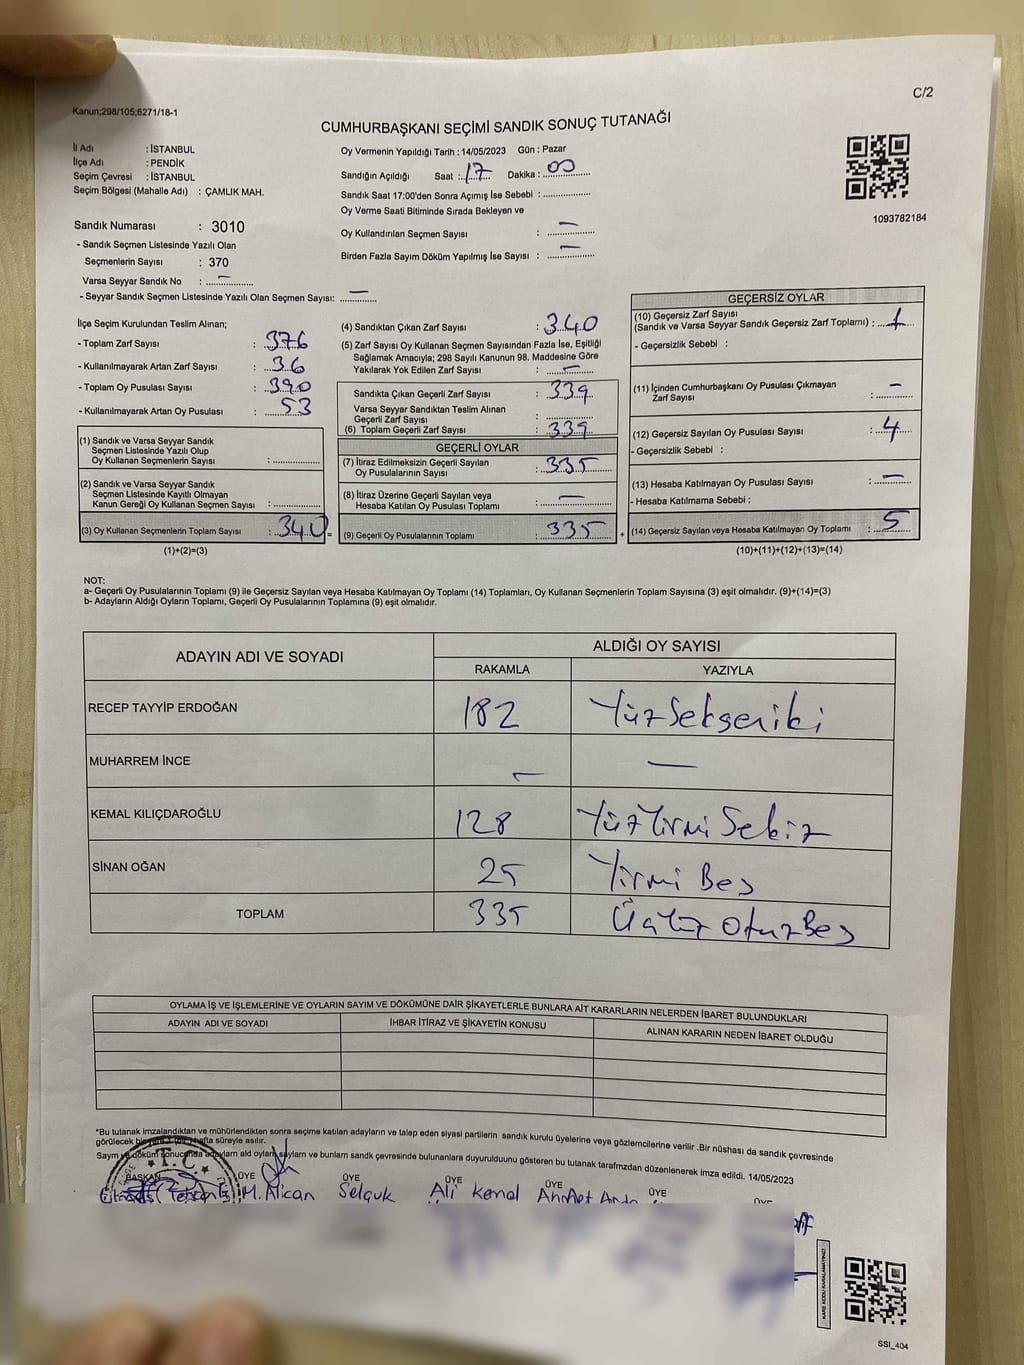 C/2
Kanun;298/105;6271/18-1
CUMHURBAŞKANI SEÇİMİ SANDIK SONUÇ TUTANAĞI
İl Adı : İSTANBUL
İlçe Adı : PENDİK
Seçim Çevresi : İSTANBUL
Seçim Bölgesi (Mahalle Adı) : ÇAMLIK MAH.
Oy Vermenin Yapıldığı Tarih : 14/05/2023 Gün : Pazar
Sandığın Açıldığı Saat :..17 Dakika :..00
Sandık Saat 17:00'den Sonra Açımış İse Sebebi :
Oy Verme Saati Bitiminde Sırada Bekleyen ve
Oy Kullandırılan Seçmen Sayısı : —
Birden Fazla Sayım Döküm Yapılmış İse Sayısı : —
1093782184
Sandık Numarası : 3010
- Sandık Seçmen Listesinde Yazılı Olan
Seçmenlerin Sayısı : 370
Varsa Seyyar Sandık No : —
- Seyyar Sandık Seçmen Listesinde Yazılı Olan Seçmen Sayısı: —
İlçe Seçim Kurulundan Teslim Alınan;
- Toplam Zarf Sayısı : 376
- Kullanılmayarak Artan Zarf Sayısı : 36
- Toplam Oy Pusulası Sayısı : 390
- Kullanılmayarak Artan Oy Pusulası : 53
(1) Sandık ve Varsa Seyyar Sandık
Seçmen Listesinde Yazılı Olup
Oy Kullanan Seçmenlerin Sayısı :
(2) Sandık ve Varsa Seyyar Sandık
Seçmen Listesinde Kayıtlı Olmayan
Kanun Gereği Oy Kullanan Seçmen Sayısı :
(3) Oy Kullanan Seçmenlerin Toplam Sayısı : 340 =
(1)+(2)=(3)
(4) Sandıktan Çıkan Zarf Sayısı : 340
(5) Zarf Sayısı Oy Kullanan Seçmen Sayısından Fazla İse, Eşitliği
Sağlamak Amacıyla; 298 Sayılı Kanunun 98. Maddesine Göre
Yakılarak Yok Edilen Zarf Sayısı : —
Sandıkta Çıkan Geçerli Zarf Sayısı : 339
Varsa Seyyar Sandıktan Teslim Alınan
Geçerli Zarf Sayısı :
(6) Toplam Geçerli Zarf Sayısı : 339
GEÇERLİ OYLAR
(7) İtiraz Edilmeksizin Geçerli Sayılan
Oy Pusulalarının Sayısı : 335
(8) İtiraz Üzerine Geçerli Sayılan veya
Hesaba Katılan Oy Pusulası Toplamı : —
(9) Geçerli Oy Pusulalarının Toplamı : 335 +
GEÇERSİZ OYLAR
(10) Geçersiz Zarf Sayısı
(Sandık ve Varsa Seyyar Sandık Geçersiz Zarf Toplamı) : 1
- Geçersizlik Sebebi :
(11) İçinden Cumhurbaşkanı Oy Pusulası Çıkmayan
Zarf Sayısı : —
(12) Geçersiz Sayılan Oy Pusulası Sayısı : 4
- Geçersizlik Sebebi :
(13) Hesaba Katılmayan Oy Pusulası Sayısı : —
- Hesaba Katılmama Sebebi :
(14) Geçersiz Sayılan veya Hesaba Katılmayan Oy Toplamı : 5
(10)+(11)+(12)+(13)=(14)
NOT:
a- Geçerli Oy Pusulalarının Toplamı (9) ile Geçersiz Sayılan veya Hesaba Katılmayan Oy Toplamı (14) Toplamları, Oy Kullanan Seçmenlerin Toplam Sayısına (3) eşit olmalıdır. (9)+(14)=(3)
b- Adayların Aldığı Oyların Toplamı, Geçerli Oy Pusulalarının Toplamına (9) eşit olmalıdır.
ADAYIN ADI VE SOYADI ALDIĞI OY SAYISI
RAKAMLA YAZIYLA
RECEP TAYYİP ERDOĞAN 182 Yüzsekseniki
MUHARREM İNCE — —
KEMAL KILIÇDAROĞLU 128 YüzYirmi Sekiz
SİNAN OĞAN 25 Yirmi Beş
TOPLAM 335 Üçyüz OtuzBeş
OYLAMA İŞ VE İŞLEMLERİNE VE OYLARIN SAYIM VE DÖKÜMÜNE DAİR ŞİKAYETLERLE BUNLARA AİT KARARLARIN NELERDEN İBARET BULUNDUKLARI
ADAYIN ADI VE SOYADI İHBAR İTİRAZ VE ŞİKAYETİN KONUSU ALINAN KARARIN NEDEN İBARET OLDUĞU
*Bu tutanak imzalandıktan ve mühürlendikten sonra seçime katılan adayların ve talep eden siyasi partilerin sandık kurulu üyelerine veya gözlemcilerine verilir .Bir nüshası da sandık çevresinde
görülecek bir yere hafta süreyle asılır.
Sayım ve döküm sonucunda adayların ald oyların sayları ve bunların sandık çevresinde bulunanlara duyurulduunu gösteren bu tutanak tarafmzdan düzenlenerek imza edildi. 14/05/2023
T.C.
BAŞKAN ÜYE ÜYE ÜYE ÜYE ÜYE ÜYE
M. Alican Selçuk Ali Kemal Ahmet
SSİ_404